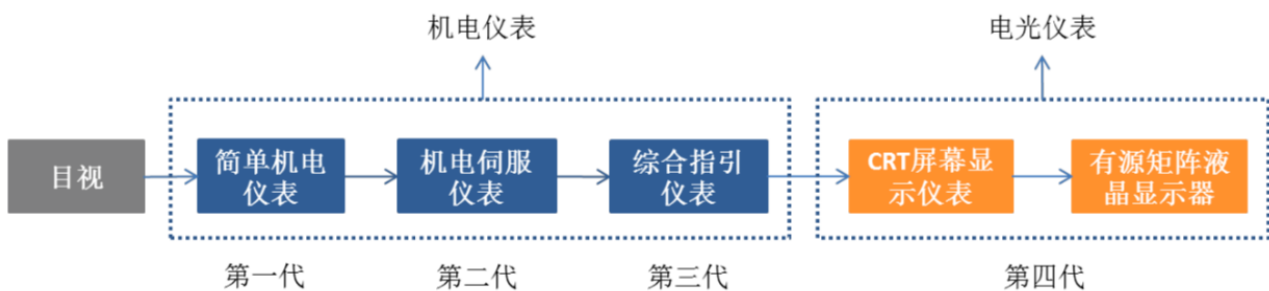 机电仪表
电光仪表
目视
简单机电
仪表
机电伺服
仪表
综合指引
仪表
CRT屏幕显
示仪表
有源矩阵液
晶显示器
第一代
第二代
第三代
第四代